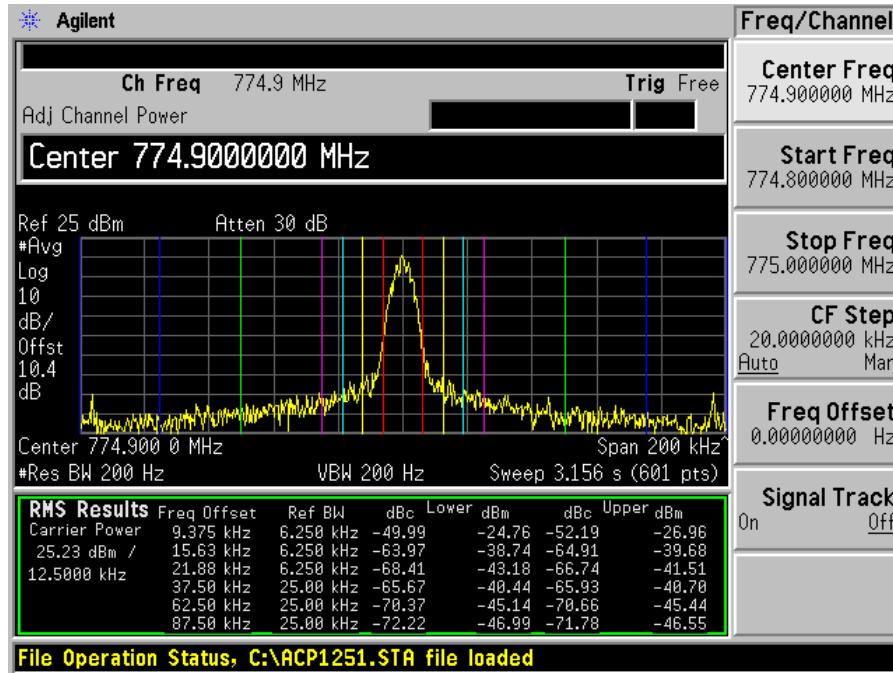 Agilent
Freq/Channel
Ch Freq 774.9 MHz Trig Free
Adj Channel Power
Center 774.9000000 MHz
Center Freq
774.900000 MHz
Start Freq
774.800000 MHz
Stop Freq
775.000000 MHz
CF Step
20.0000000 kHz
Auto Man
Freq Offset
0.00000000 Hz
Signal Track
On Off
Ref 25 dBm Atten 30 dB
#Avg
Log
10
dB/
Offst
10.4
dB
Center 774.900 0 MHz Span 200 kHz^
#Res BW 200 Hz VBW 200 Hz Sweep 3.156 s (601 pts)
RMS Results Freq Offset Ref BW dBc Lower dBm dBc Upper dBm
Carrier Power 9.375 kHz 6.250 kHz -49.99 -24.76 -52.19 -26.96
25.23 dBm / 15.63 kHz 6.250 kHz -63.97 -38.74 -64.91 -39.68
12.5000 kHz 21.88 kHz 6.250 kHz -68.41 -43.18 -66.74 -41.51
37.50 kHz 25.00 kHz -65.67 -40.44 -65.93 -40.70
62.50 kHz 25.00 kHz -70.37 -45.14 -70.66 -45.44
87.50 kHz 25.00 kHz -72.22 -46.99 -71.78 -46.55
File Operation Status, C:\ACP1251.STA file loaded